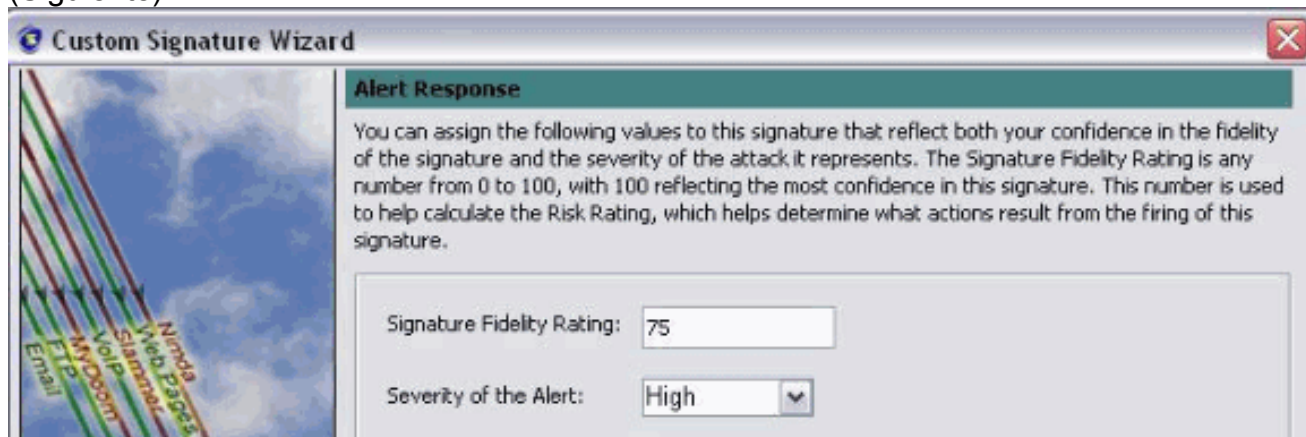 Custom Signature Wizard
Alert Response
You can assign the following values to this signature that reflect both your confidence in the fidelity
of the signature and the severity of the attack it represents. The Signature Fidelity Rating is any
number from 0 to 100, with 100 reflecting the most confidence in this signature. This number is used
to help calculate the Risk Rating, which helps determine what actions result from the firing of this
signature.
Signature Fidelity Rating: 75
Severity of the Alert: High
Nimda
Web Pages
Slammer
VoIP
MyDoom
FTP
Email